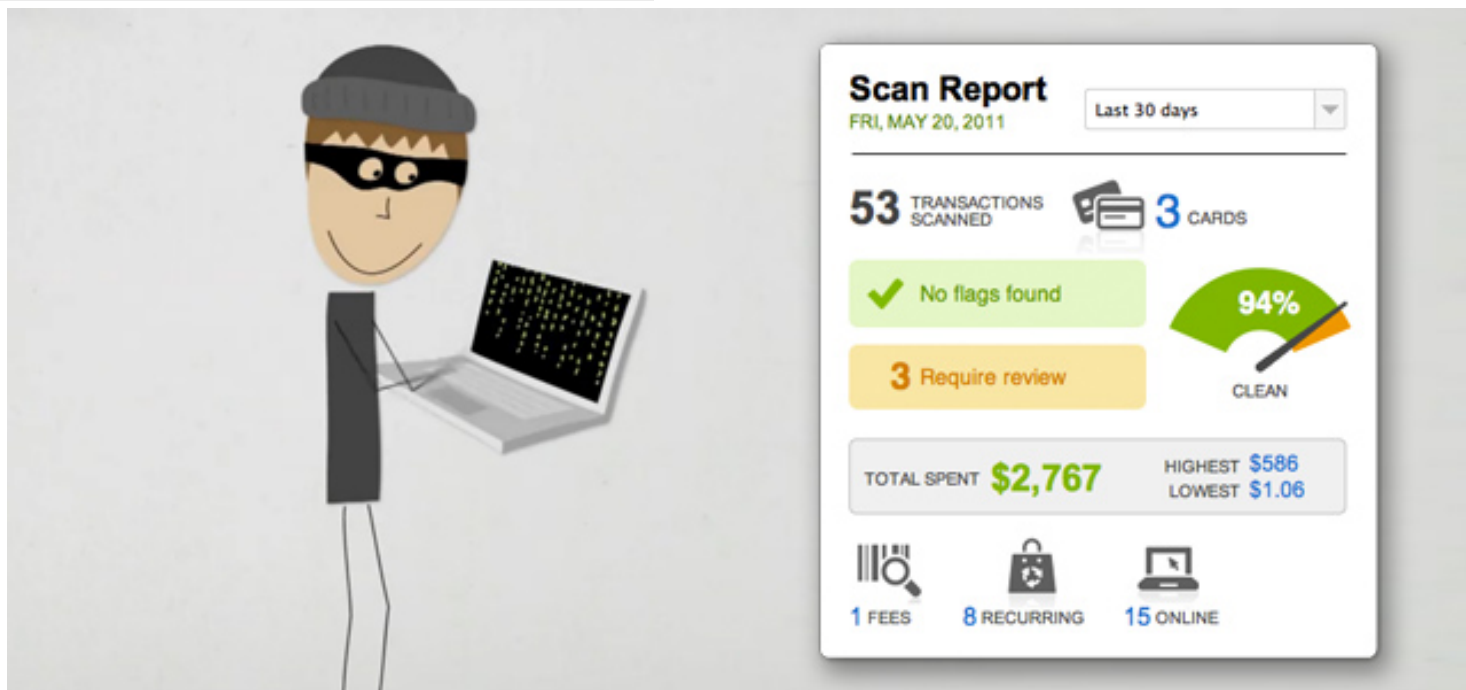 Scan Report
FRI, MAY 20, 2011
Last 30 days
53 TRANSACTIONS
SCANNED
3 CARDS
No flags found
94%
3 Require review
CLEAN
TOTAL SPENT $2,767
HIGHEST $586
LOWEST $1.06
1 FEES
8 RECURRING
15 ONLINE